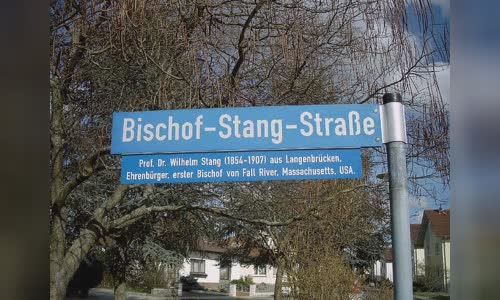 Bischof-Stang-Straße
Prof. Dr. Wilhelm Stang (1854-1907) aus Langenbrücken,
Ehrenbürger, erster Bischof von Fall River, Massachusetts, USA.